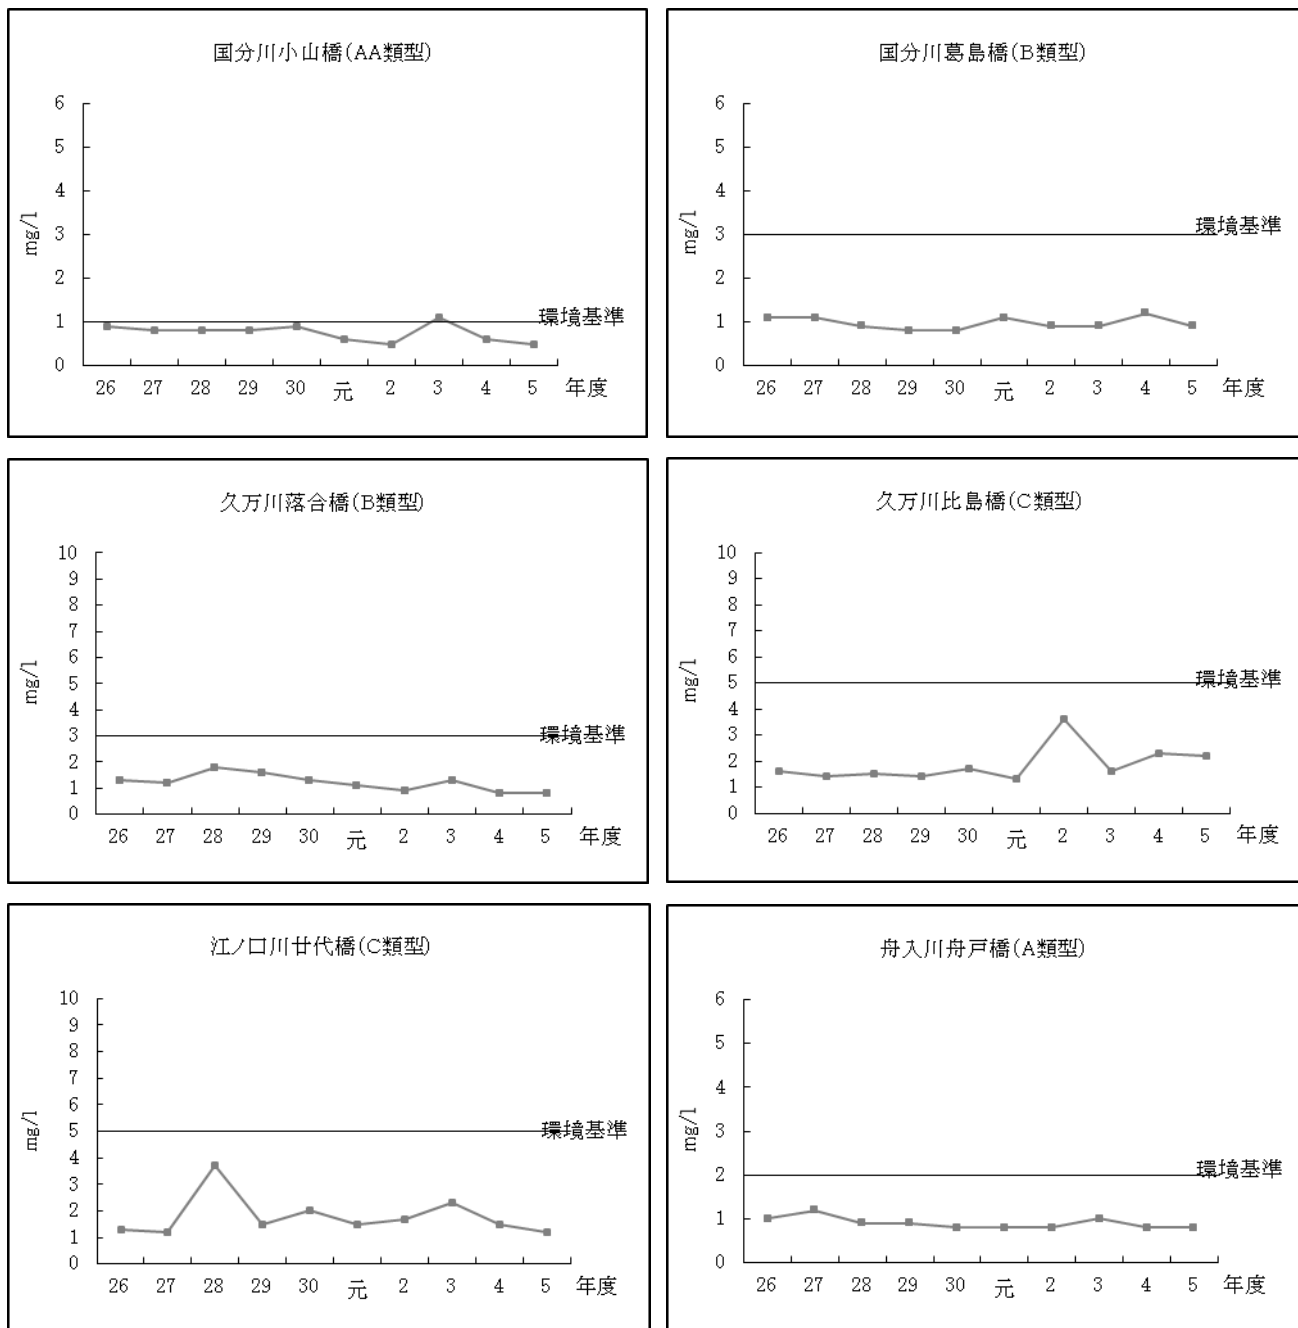 国分川小山橋(AA類型)
6
5
4
3
2
1
0
mg/l
環境基準
26 27 28 29 30 元 2 3 4 5 年度
国分川葛島橋(B類型)
6
5
4
3
2
1
0
mg/l
環境基準
26 27 28 29 30 元 2 3 4 5 年度
久万川落合橋(B類型)
10
9
8
7
6
5
4
3
2
1
0
mg/l
環境基準
26 27 28 29 30 元 2 3 4 5 年度
久万川比島橋(C類型)
10
9
8
7
6
5
4
3
2
1
0
mg/l
環境基準
26 27 28 29 30 元 2 3 4 5 年度
江ノ口川廿代橋(C類型)
10
9
8
7
6
5
4
3
2
1
0
mg/l
環境基準
26 27 28 29 30 元 2 3 4 5 年度
舟入川舟戸橋(A類型)
6
5
4
3
2
1
0
mg/l
環境基準
26 27 28 29 30 元 2 3 4 5 年度